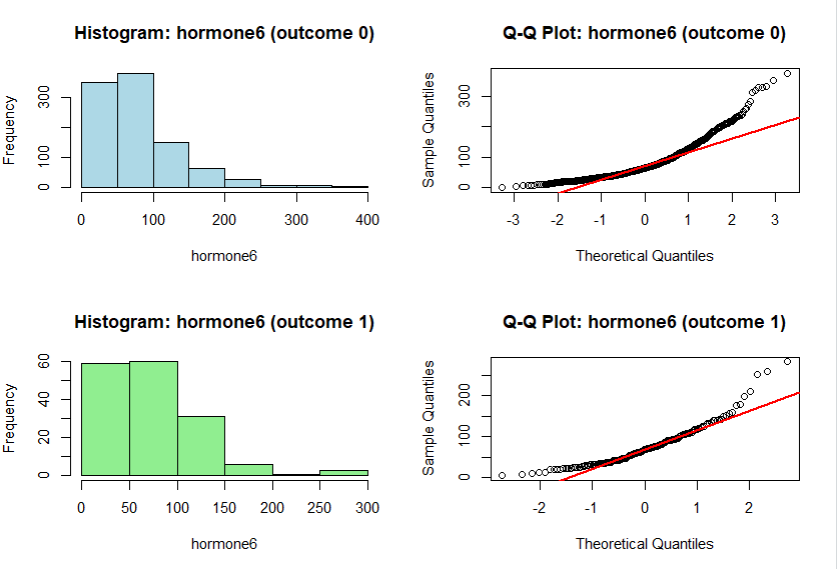 Histogram: hormone6 (outcome 0)
Frequency
0 100 300
0 100 200 300 400
hormone6
Q-Q Plot: hormone6 (outcome 0)
Sample Quantiles
0 100 300
-3 -2 -1 0 1 2 3
Theoretical Quantiles
Histogram: hormone6 (outcome 1)
Frequency
0 20 40 60
0 50 100 150 200 250 300
hormone6
Q-Q Plot: hormone6 (outcome 1)
Sample Quantiles
0 100 200
-2 -1 0 1 2
Theoretical Quantiles